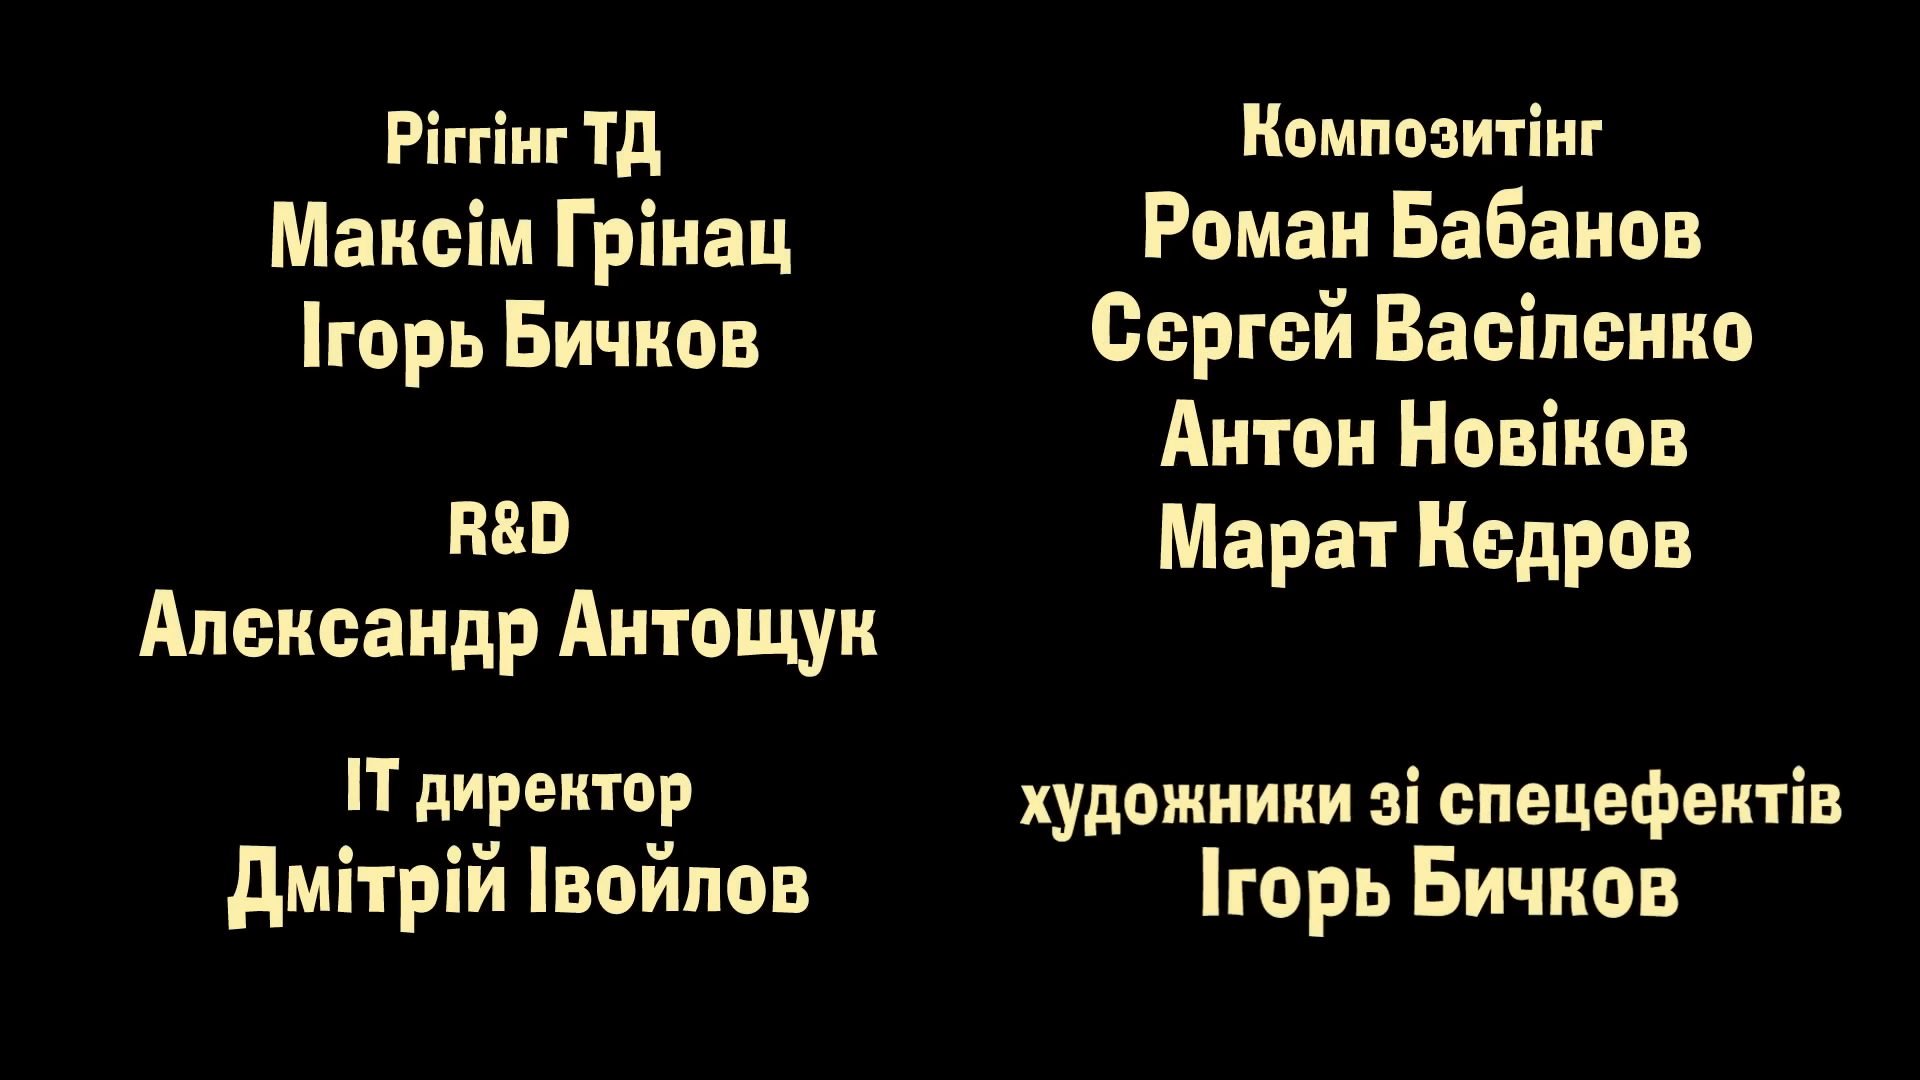 Ріггінг ТД
Максім Грінац
Ігорь Бичков
R&D
Алєксандр Антощук
ІТ директор
Дмітрій Івойлов
Композитінг
Роман Бабанов
Сєргєй Васілєнко
Антон Новіков
Марат Кєдров
художники зі спецефектів
Ігорь Бичков